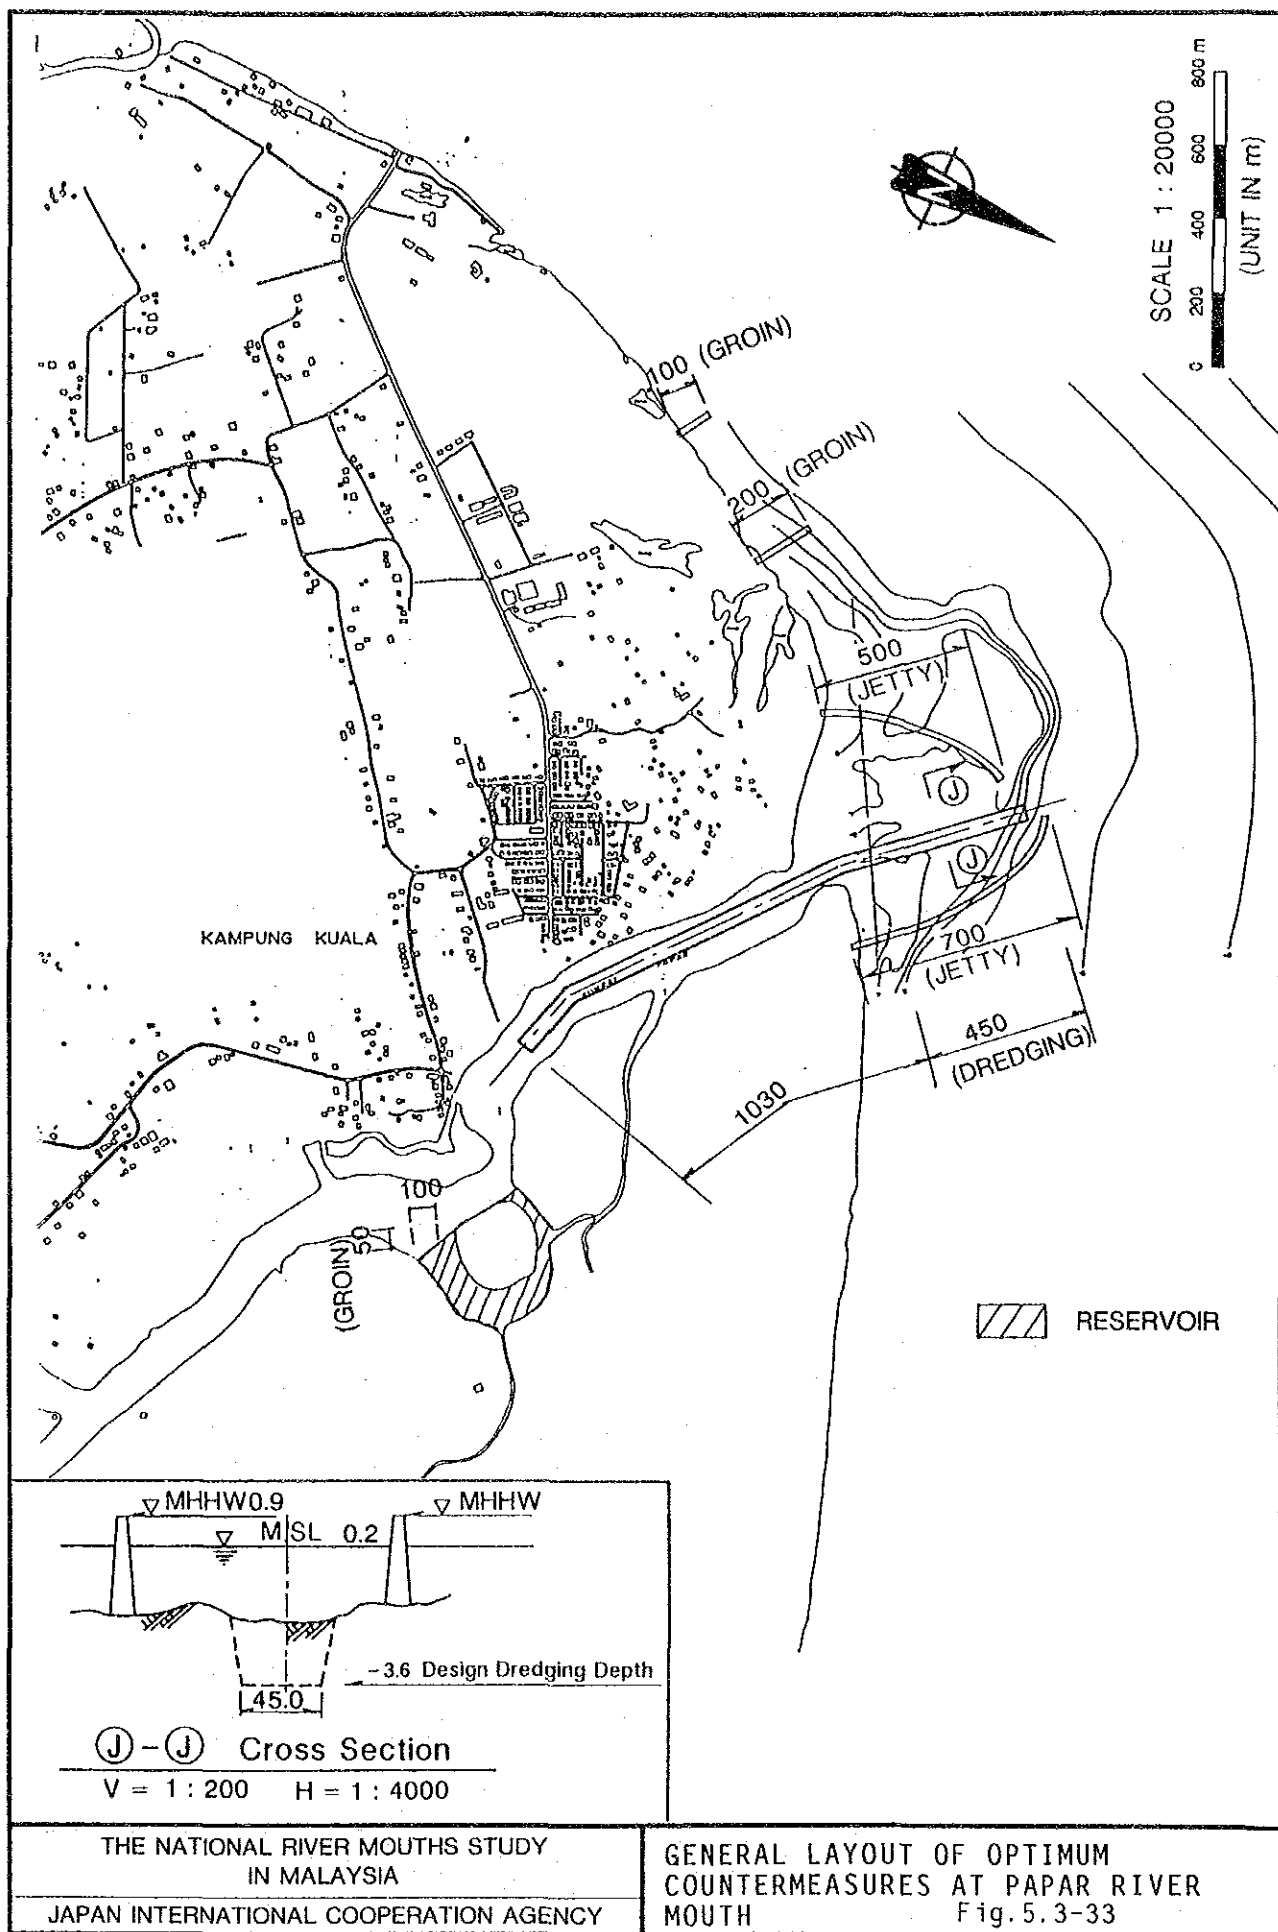 SCALE 1 : 20000
0 200 400 600 800 m
(UNIT IN m)
100 (GROIN)
200 (GROIN)
500
(JETTY)
J
J
700
(JETTY)
450
(DREDGING)
1030
KAMPUNG KUALA
SUNGAI PAPAR
100
50
(GROIN)
RESERVOIR
MHHW0.9
MHHW
MSL 0.2
-3.6 Design Dredging Depth
45.0
J - J Cross Section
V = 1 : 200 H = 1 : 4000
THE NATIONAL RIVER MOUTHS STUDY
IN MALAYSIA
JAPAN INTERNATIONAL COOPERATION AGENCY
GENERAL LAYOUT OF OPTIMUM
COUNTERMEASURES AT PAPAR RIVER
MOUTH Fig.5.3-33